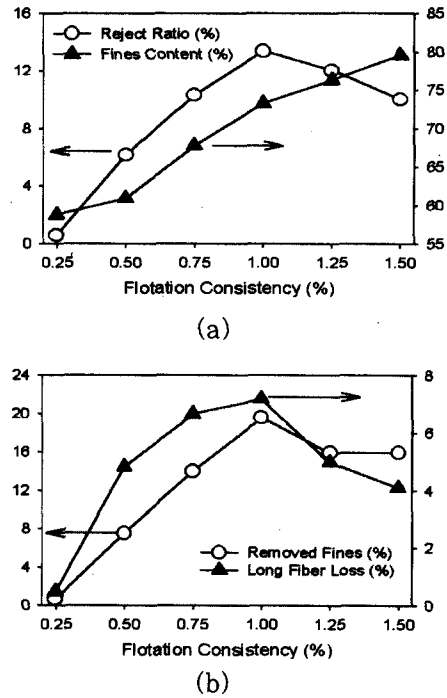 16
12
8
4
0
85
80
75
70
65
60
55
Reject Ratio (%)
Fines Content (%)
0.25 0.50 0.75 1.00 1.25 1.50
Flotation Consistency (%)
(a)
24
20
16
12
8
4
0
8
6
4
2
0
Removed Fines (%)
Long Fiber Loss (%)
0.25 0.50 0.75 1.00 1.25 1.50
Flotation Consistency (%)
(b)